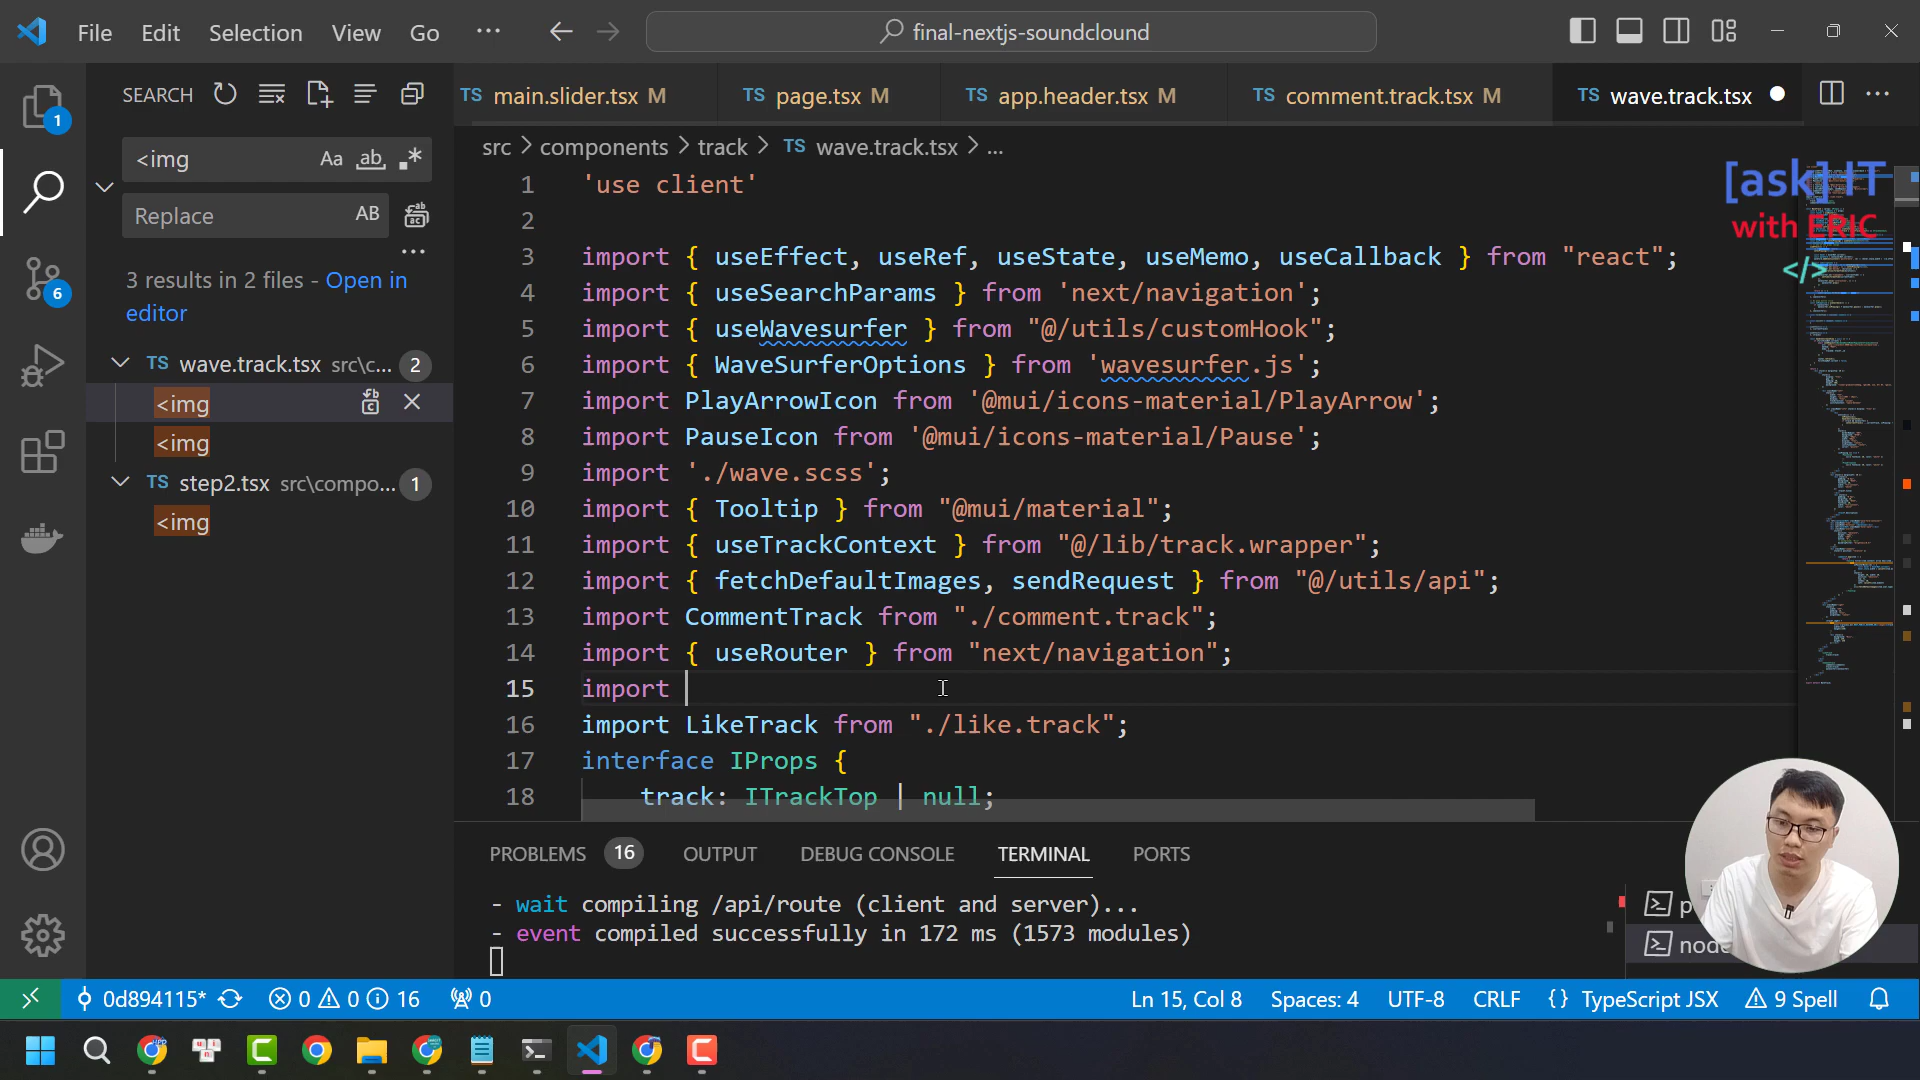 File Edit Selection View Go ··· final-nextjs-soundclound
SEARCH
<img Aa ab .*
Replace AB
3 results in 2 files - Open in
editor
wave.track.tsx src\c... 2
<img
<img
step2.tsx src\compo... 1
<img
1
6
TS main.slider.tsx M TS page.tsx M TS app.header.tsx M TS comment.track.tsx M TS wave.track.tsx
src > components > track > TS wave.track.tsx > ...
[ask] IT
with ERIC
</>
1 'use client'
2
3 import { useEffect, useRef, useState, useMemo, useCallback } from "react";
4 import { useSearchParams } from 'next/navigation';
5 import { useWavesurfer } from "@/utils/customHook";
6 import { WaveSurferOptions } from 'wavesurfer.js';
7 import PlayArrowIcon from '@mui/icons-material/PlayArrow';
8 import PauseIcon from '@mui/icons-material/Pause';
9 import './wave.scss';
10 import { Tooltip } from "@mui/material";
11 import { useTrackContext } from "@/lib/track.wrapper";
12 import { fetchDefaultImages, sendRequest } from "@/utils/api";
13 import CommentTrack from "./comment.track";
14 import { useRouter } from "next/navigation";
15 import
16 import LikeTrack from "./like.track";
17 interface IProps {
18 track: ITrackTop | null;
PROBLEMS 16 OUTPUT DEBUG CONSOLE TERMINAL PORTS
- wait compiling /api/route (client and server)...
- event compiled successfully in 172 ms (1573 modules)
0d894115* 0 0 16 0 Ln 15, Col 8 Spaces: 4 UTF-8 CRLF {} TypeScript JSX 9 Spell